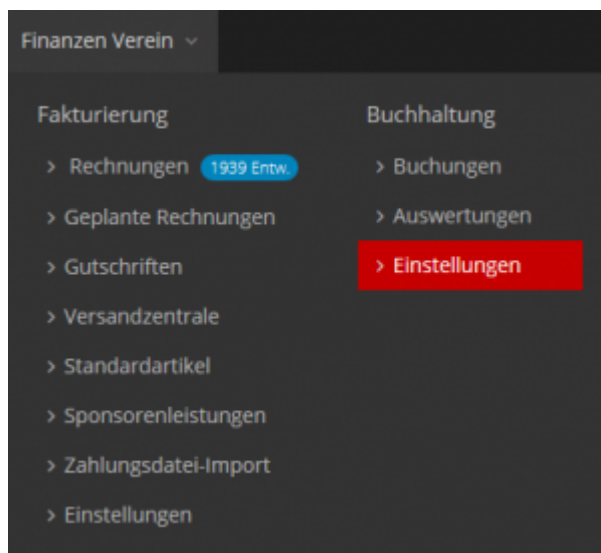 Finanzen Verein
Fakturierung
Rechnungen 1939 Entw.
Geplante Rechnungen
Gutschriften
Versandzentrale
Standardartikel
Sponsorenleistungen
Zahlungsdatei-Import
Einstellungen
Buchhaltung
Buchungen
Auswertungen
Einstellungen